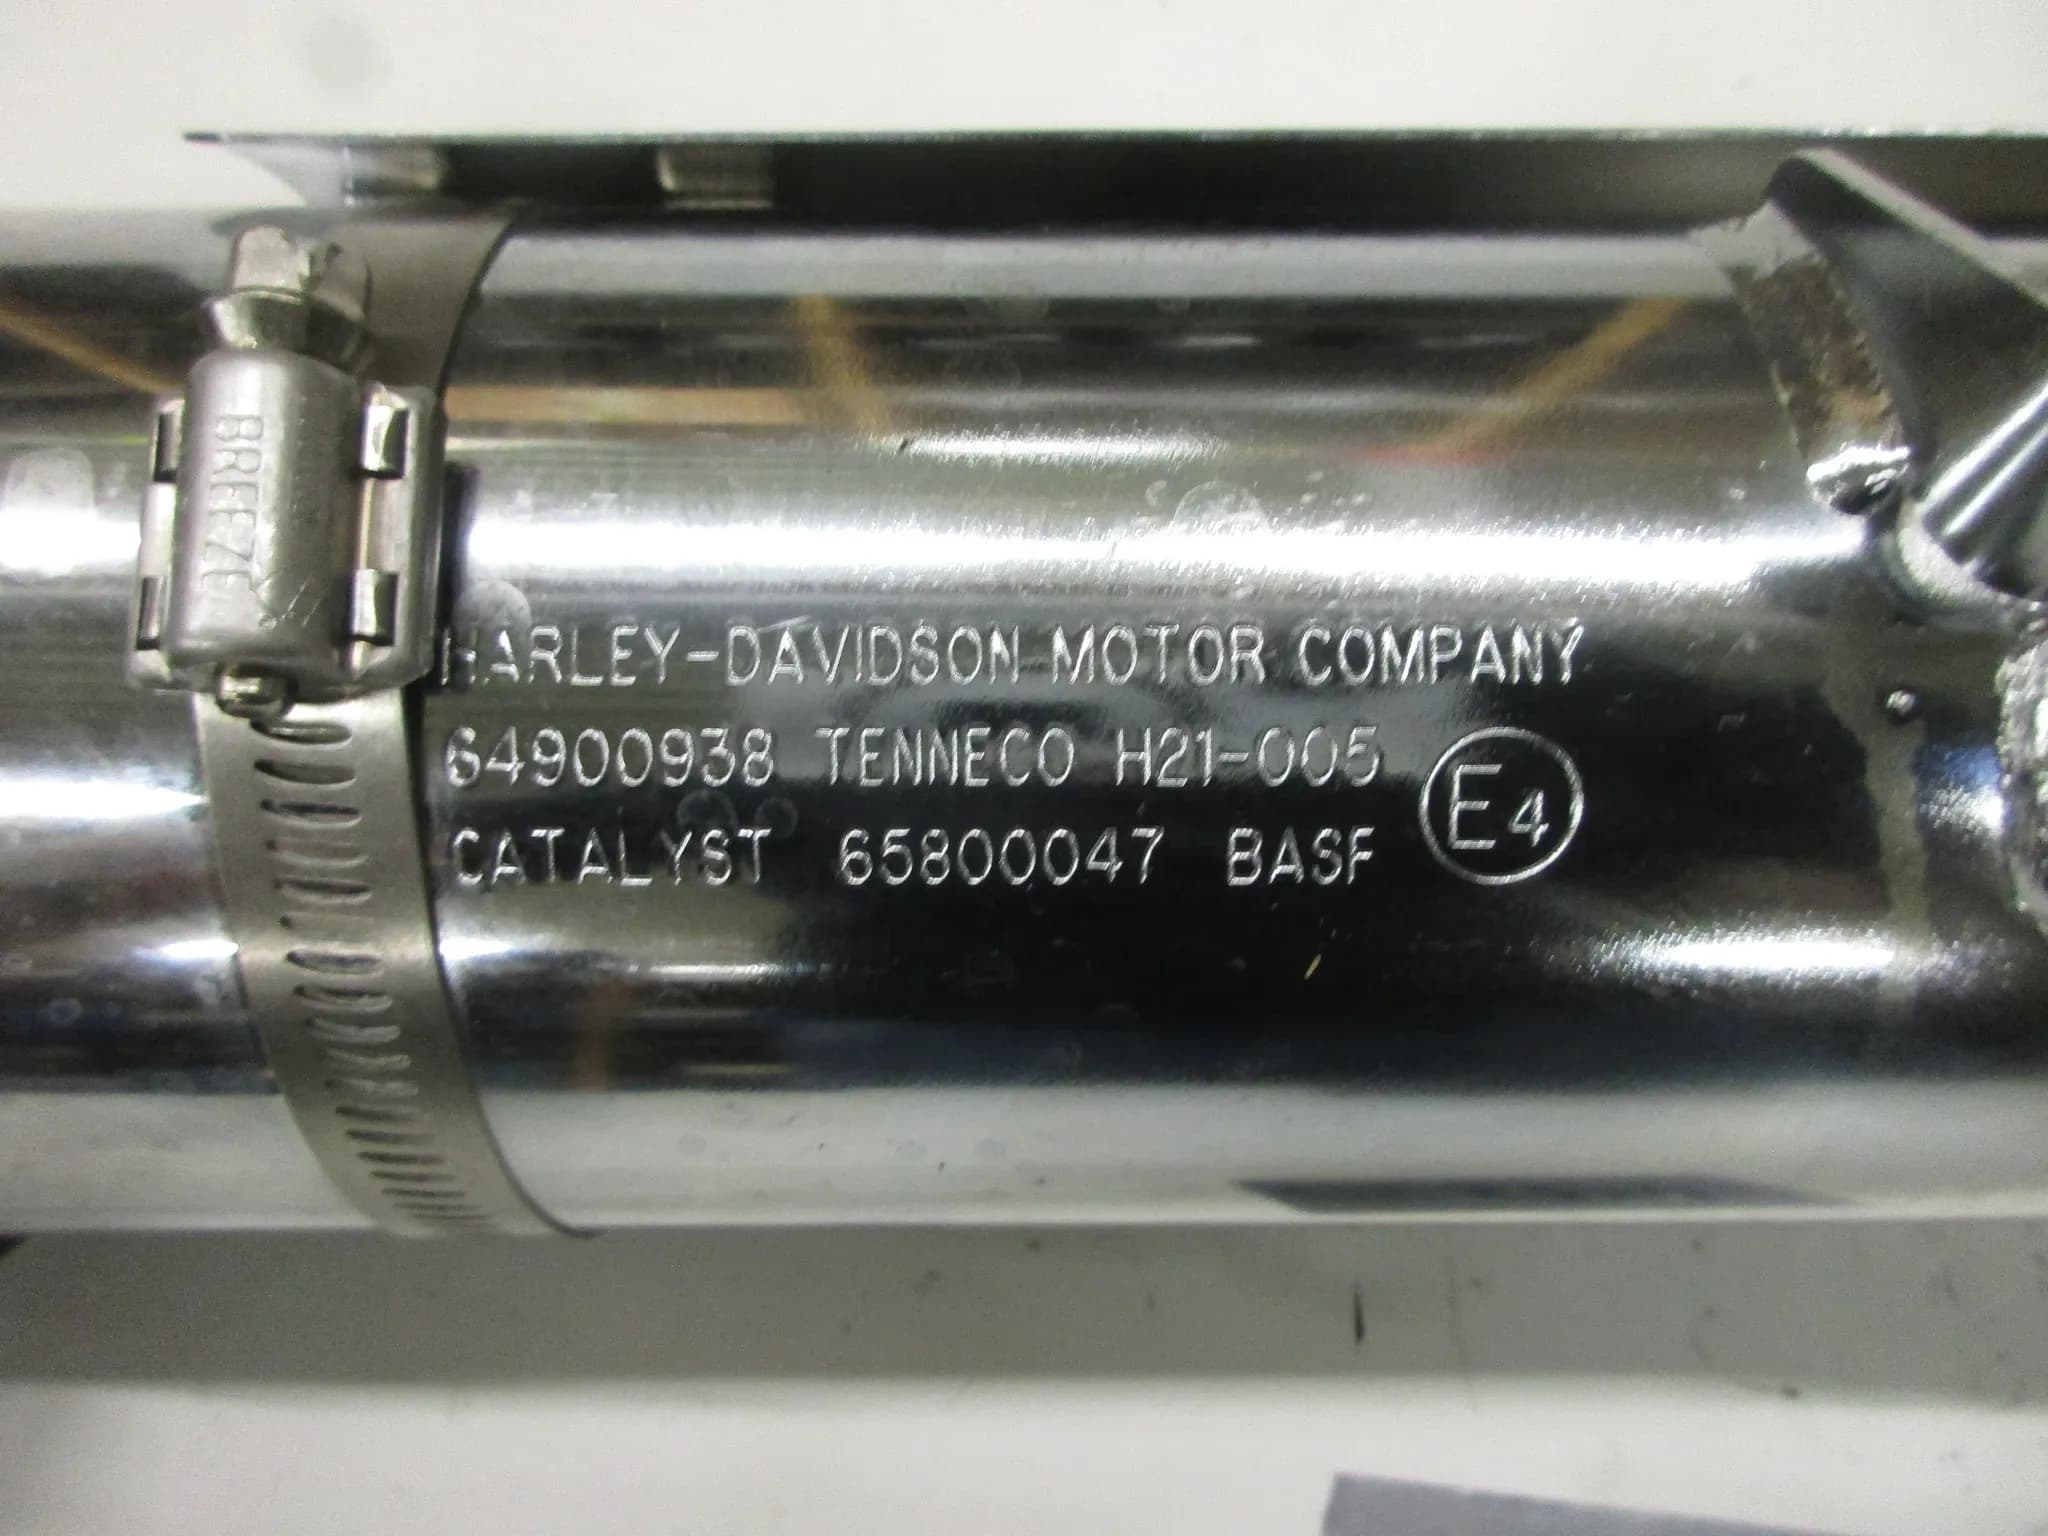 BREEZE
HARLEY-DAVIDSON MOTOR COMPANY
64900938 TENNECO H21-005
CATALYST 65800047 BASF
E4